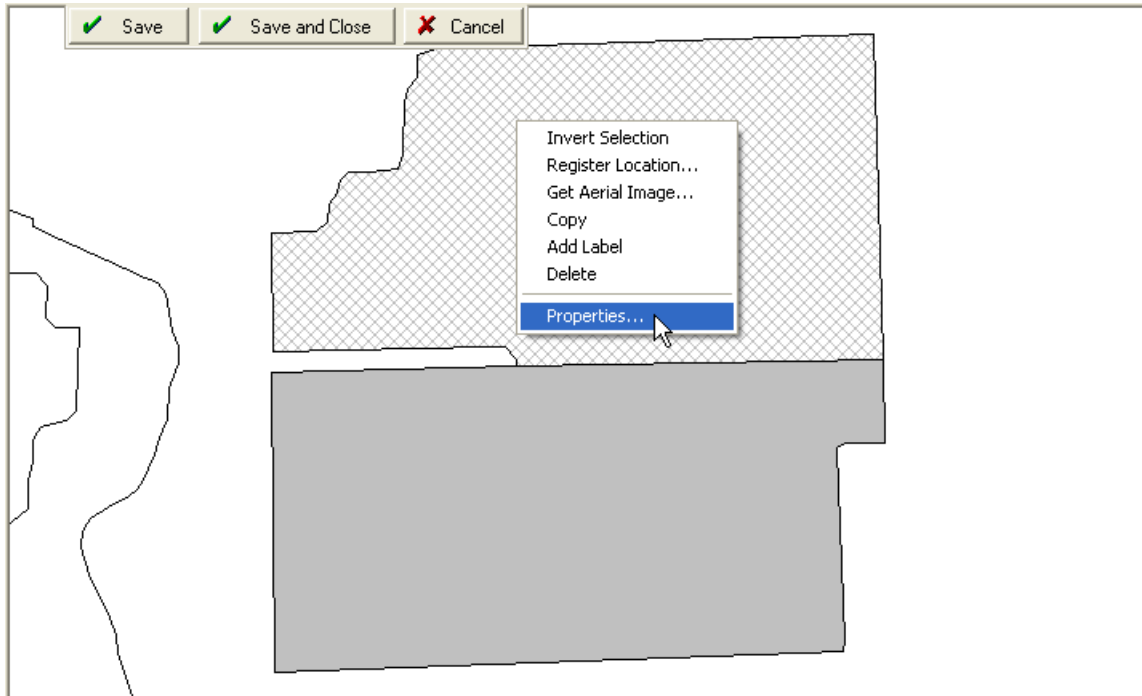 Save Save and Close Cancel
Invert Selection
Register Location...
Get Aerial Image...
Copy
Add Label
Delete
Properties...